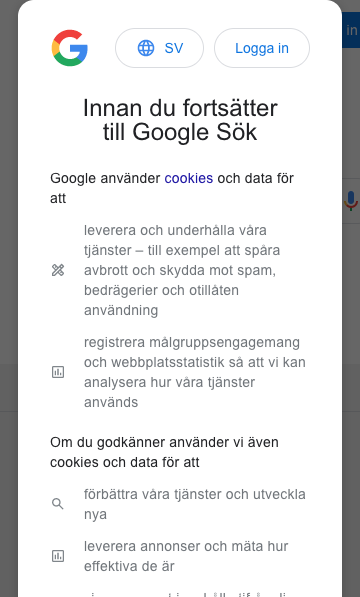 SV
Logga in
in
Innan du fortsätter
till Google Sök
Google använder cookies och data för
att
leverera och underhålla våra
tjänster – till exempel att spåra
avbrott och skydda mot spam,
bedrägerier och otillåten
användning
registrera målgruppsengagemang
och webbplatsstatistik så att vi kan
analysera hur våra tjänster
används
Om du godkänner använder vi även
cookies och data för att
förbättra våra tjänster och utveckla
nya
leverera annonser och mäta hur
effektiva de är